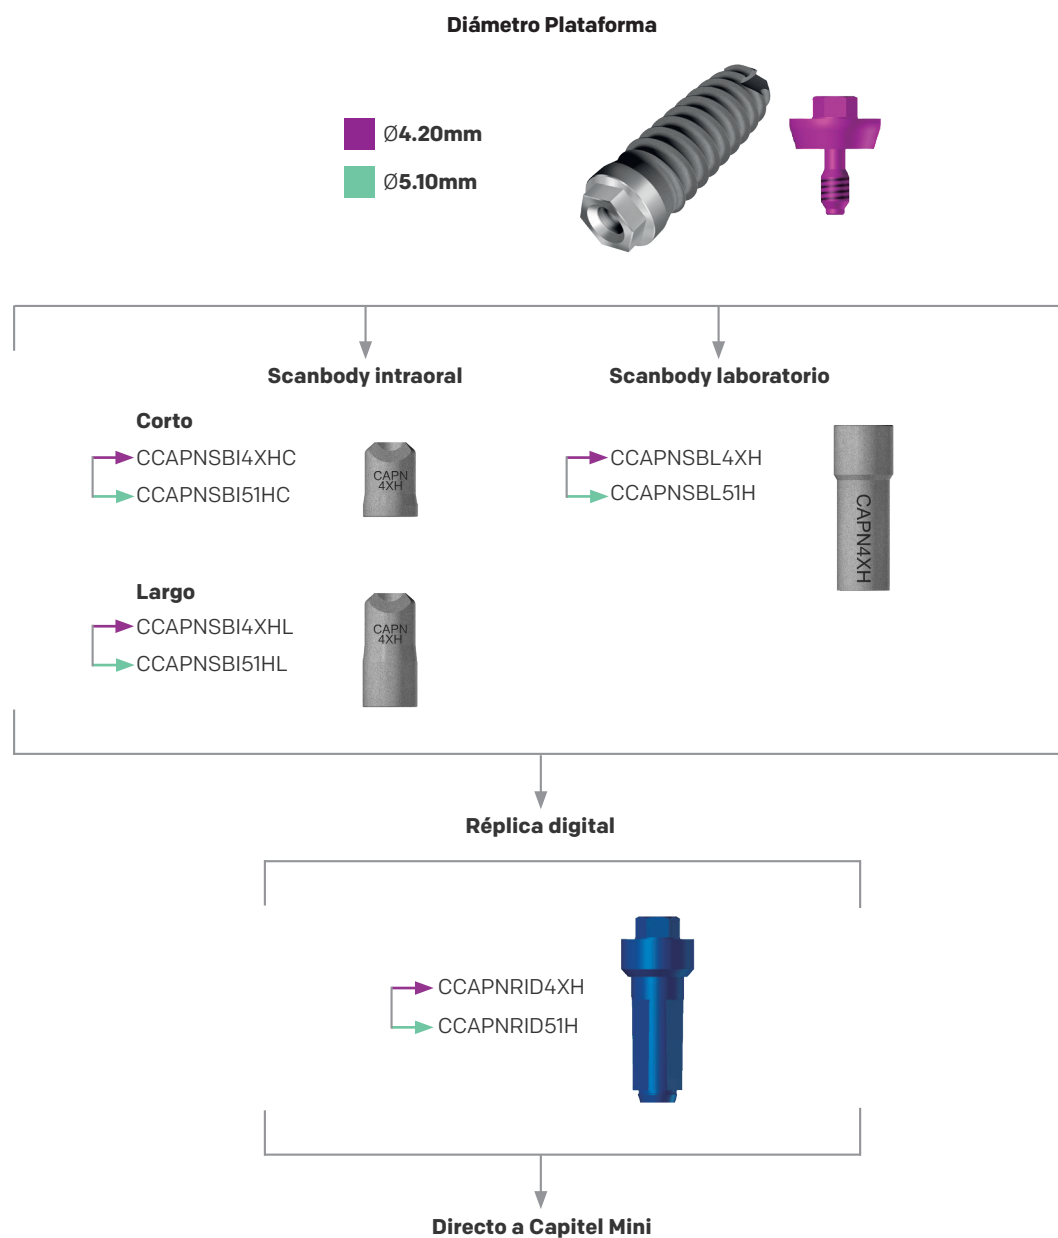 Diámetro Plataforma
Ø4.20mm
Ø5.10mm
Scanbody intraoral
Corto
CCAPNSBI4XHC
CCAPNSBI51HC
CAPN
4XH
Largo
CCAPNSBI4XHL
CCAPNSBI51HL
CAPN
4XH
Scanbody laboratorio
CCAPNSBL4XH
CCAPNSBL51H
CAPN4XH
Réplica digital
CCAPNRID4XH
CCAPNRID51H
Directo a Capitel Mini